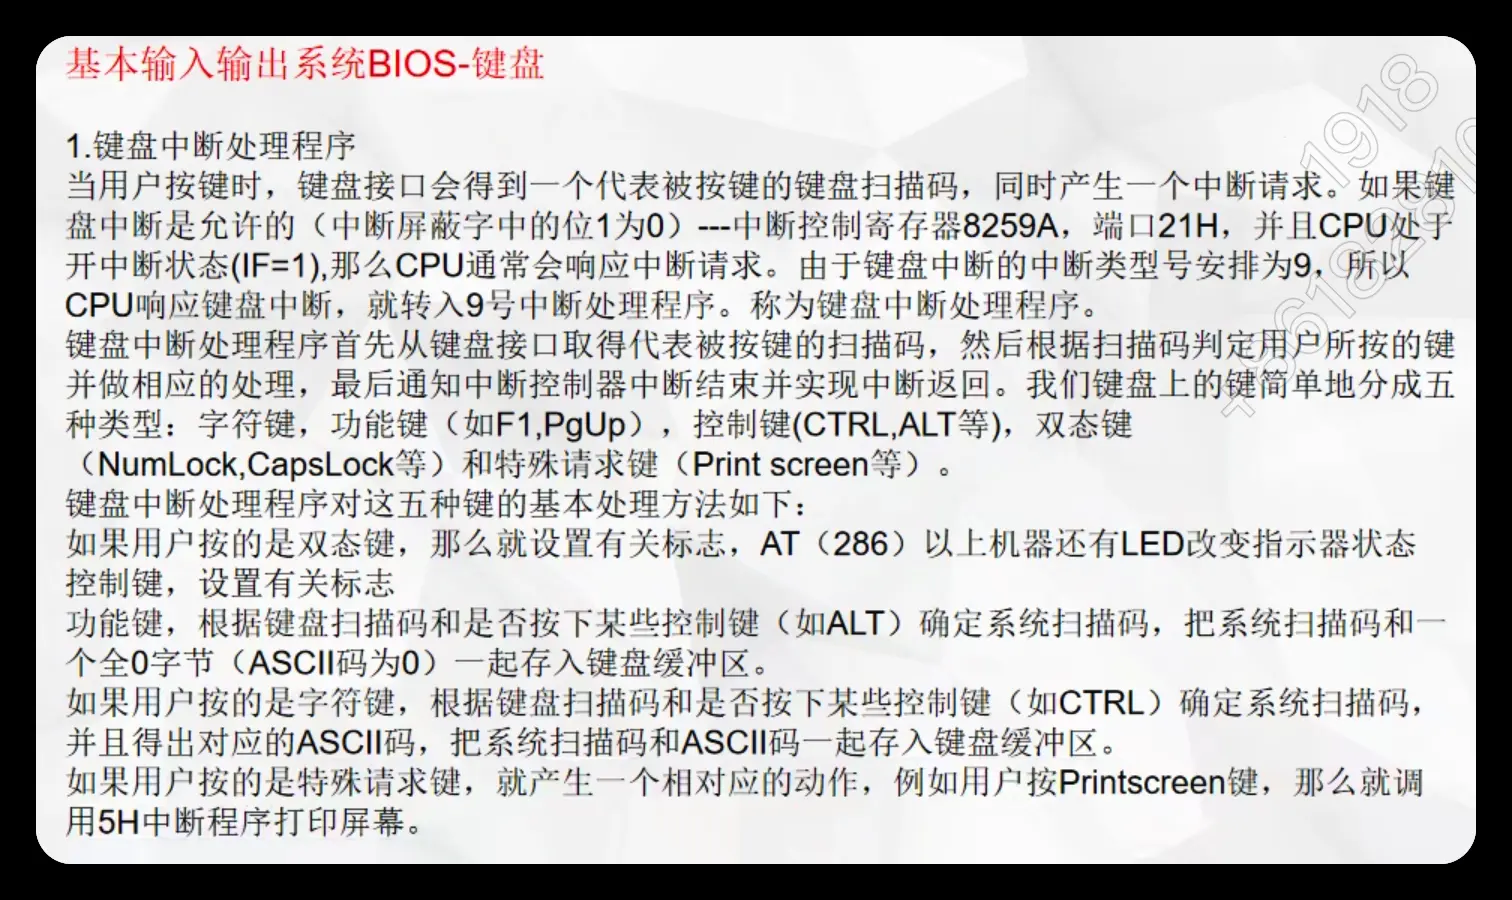 基本输入输出系统BIOS-键盘
1.键盘中断处理程序
当用户按键时，键盘接口会得到一个代表被按键的键盘扫描码，同时产生一个中断请求。如果键
盘中断是允许的（中断屏蔽字中的位1为0）---中断控制寄存器8259A，端口21H，并且CPU处于
开中断状态(IF=1),那么CPU通常会响应中断请求。由于键盘中断的中断类型号安排为9，所以
CPU响应键盘中断，就转入9号中断处理程序。称为键盘中断处理程序。
键盘中断处理程序首先从键盘接口取得代表被按键的扫描码，然后根据扫描码判定用户所按的键
并做相应的处理，最后通知中断控制器中断结束并实现中断返回。我们键盘上的键简单地分成五
种类型：字符键，功能键（如F1,PgUp），控制键(CTRL,ALT等)，双态键
（NumLock,CapsLock等）和特殊请求键（Print screen等）。
键盘中断处理程序对这五种键的基本处理方法如下：
如果用户按的是双态键，那么就设置有关标志，AT（286）以上机器还有LED改变指示器状态
控制键，设置有关标志
功能键，根据键盘扫描码和是否按下某些控制键（如ALT）确定系统扫描码，把系统扫描码和一
个全0字节（ASCII码为0）一起存入键盘缓冲区。
如果用户按的是字符键，根据键盘扫描码和是否按下某些控制键（如CTRL）确定系统扫描码，
并且得出对应的ASCII码，把系统扫描码和ASCII码一起存入键盘缓冲区。
如果用户按的是特殊请求键，就产生一个相对应的动作，例如用户按Printscreen键，那么就调
用5H中断程序打印屏幕。